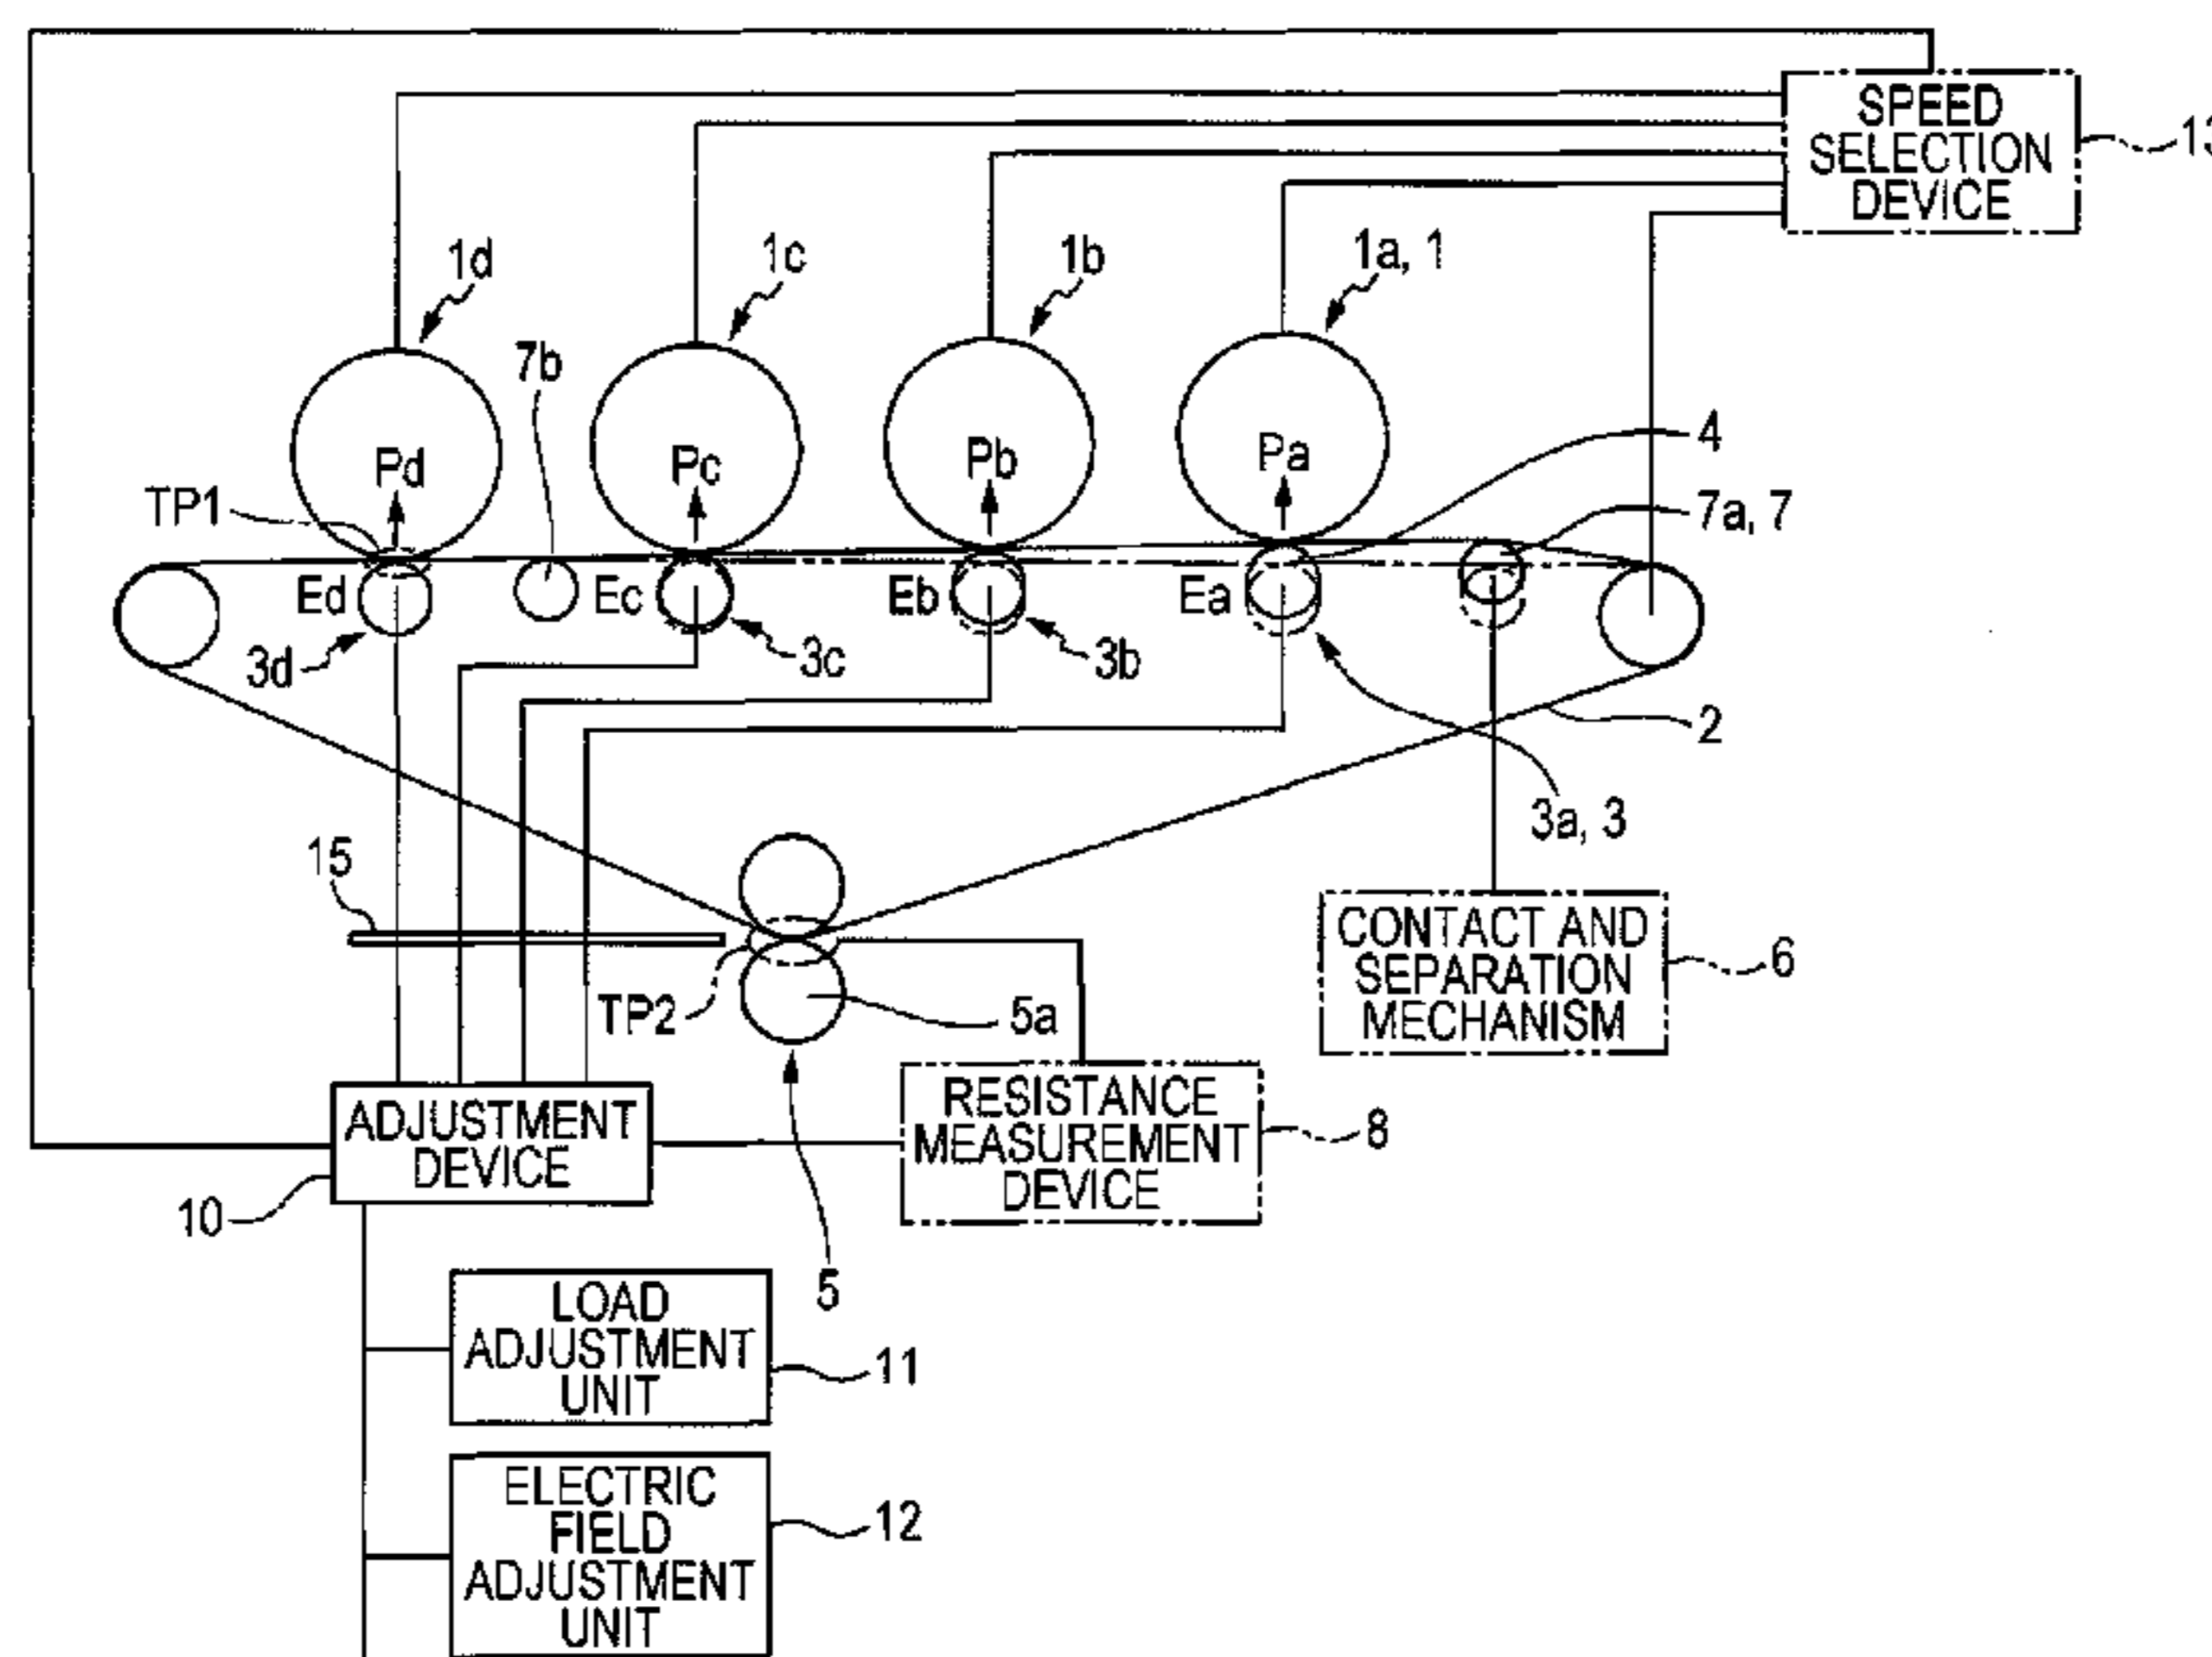 SPEED
SELECTION
DEVICE
1d
1c
1b
1a, 1
7b
4
Pd
Pc
Pb
Pa
TP1
7a, 7
Ed
Ec
Eb
Ea
3d
3c
3b
2
3a, 3
15
CONTACT AND
SEPARATION
MECHANISM
6
TP2
5a
ADJUSTMENT
DEVICE
RESISTANCE
MEASUREMENT
DEVICE
8
10
5
LOAD
ADJUSTMENT
UNIT
11
ELECTRIC
FIELD
ADJUSTMENT
UNIT
12